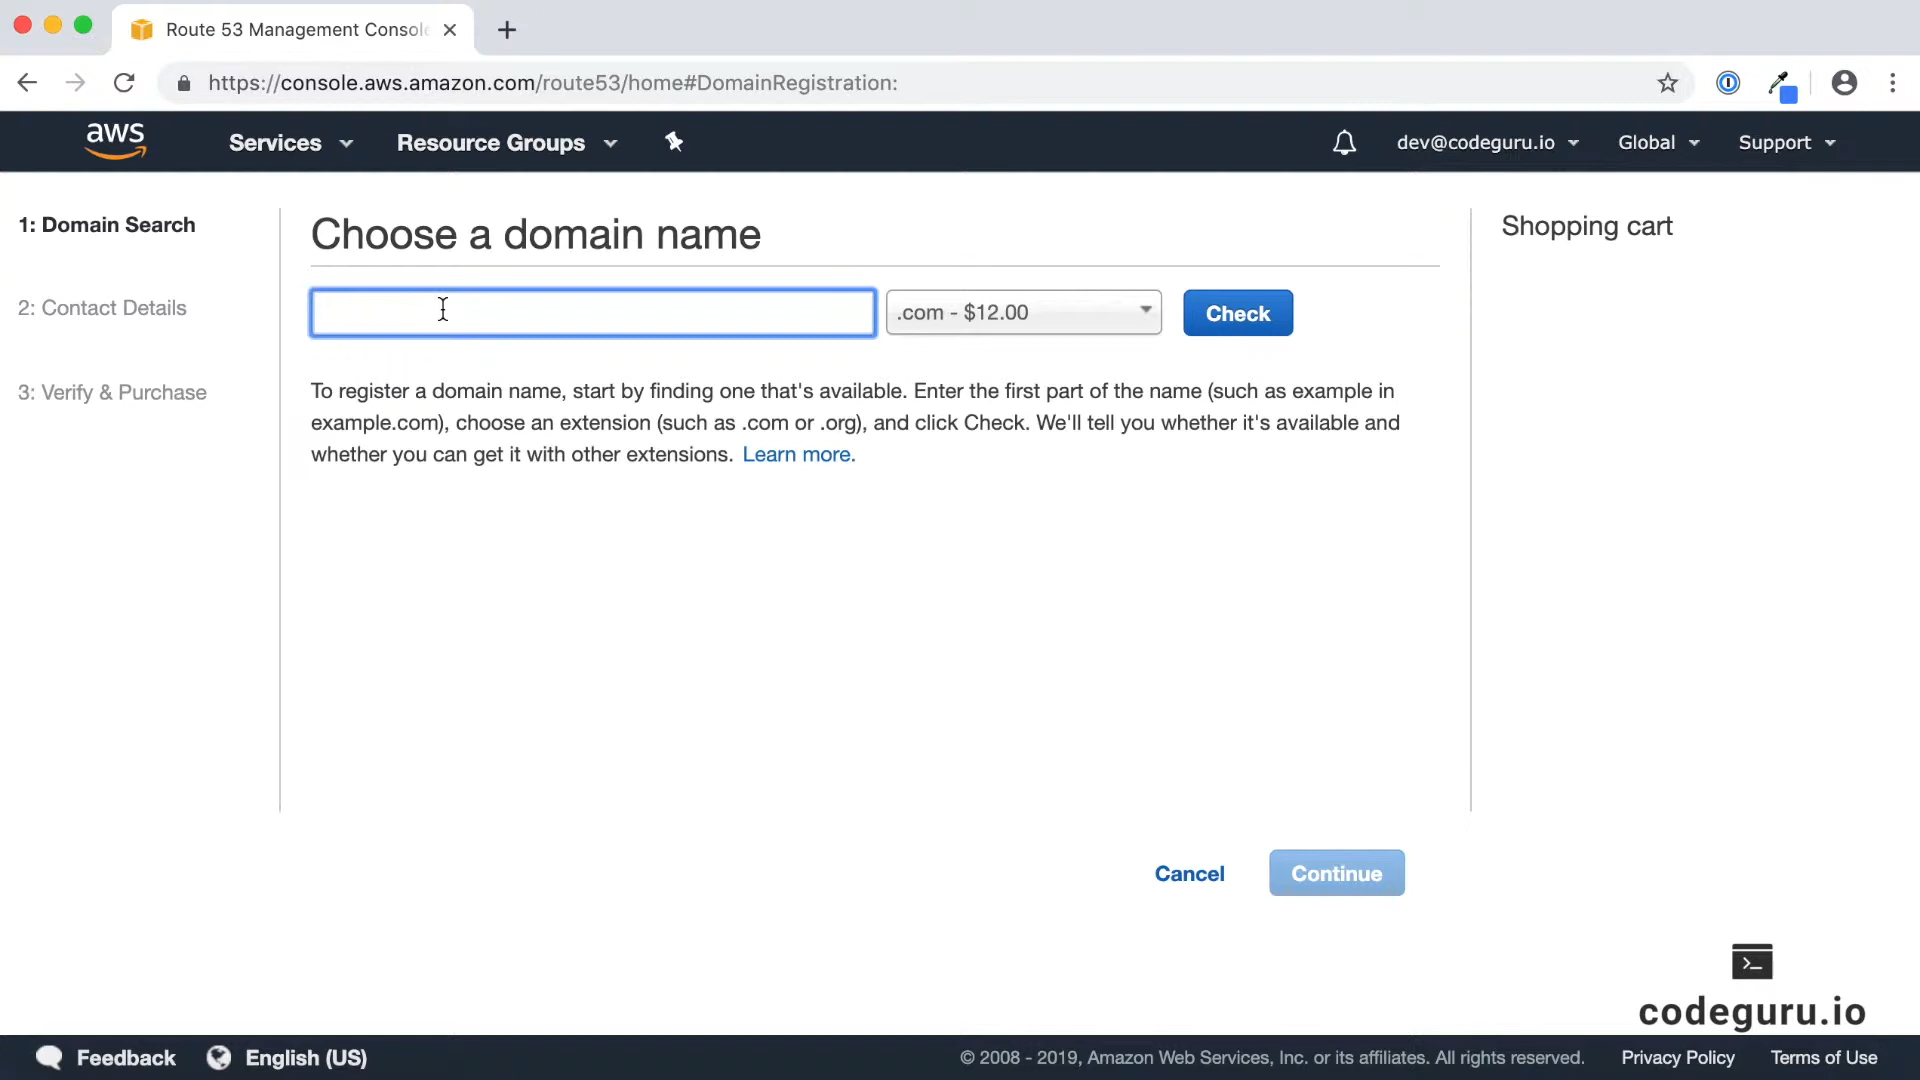 Route 53 Management Consol
https://console.aws.amazon.com/route53/home#DomainRegistration:
aws
Services
Resource Groups
dev@codeguru.io
Global
Support
1: Domain Search
2: Contact Details
3: Verify & Purchase
Choose a domain name
.com - $12.00
Check
To register a domain name, start by finding one that's available. Enter the first part of the name (such as example in
example.com), choose an extension (such as .com or .org), and click Check. We'll tell you whether it's available and
whether you can get it with other extensions. Learn more.
Shopping cart
Cancel
Continue
>_
codeguru.io
Feedback
English (US)
© 2008 - 2019, Amazon Web Services, Inc. or its affiliates. All rights reserved.
Privacy Policy
Terms of Use